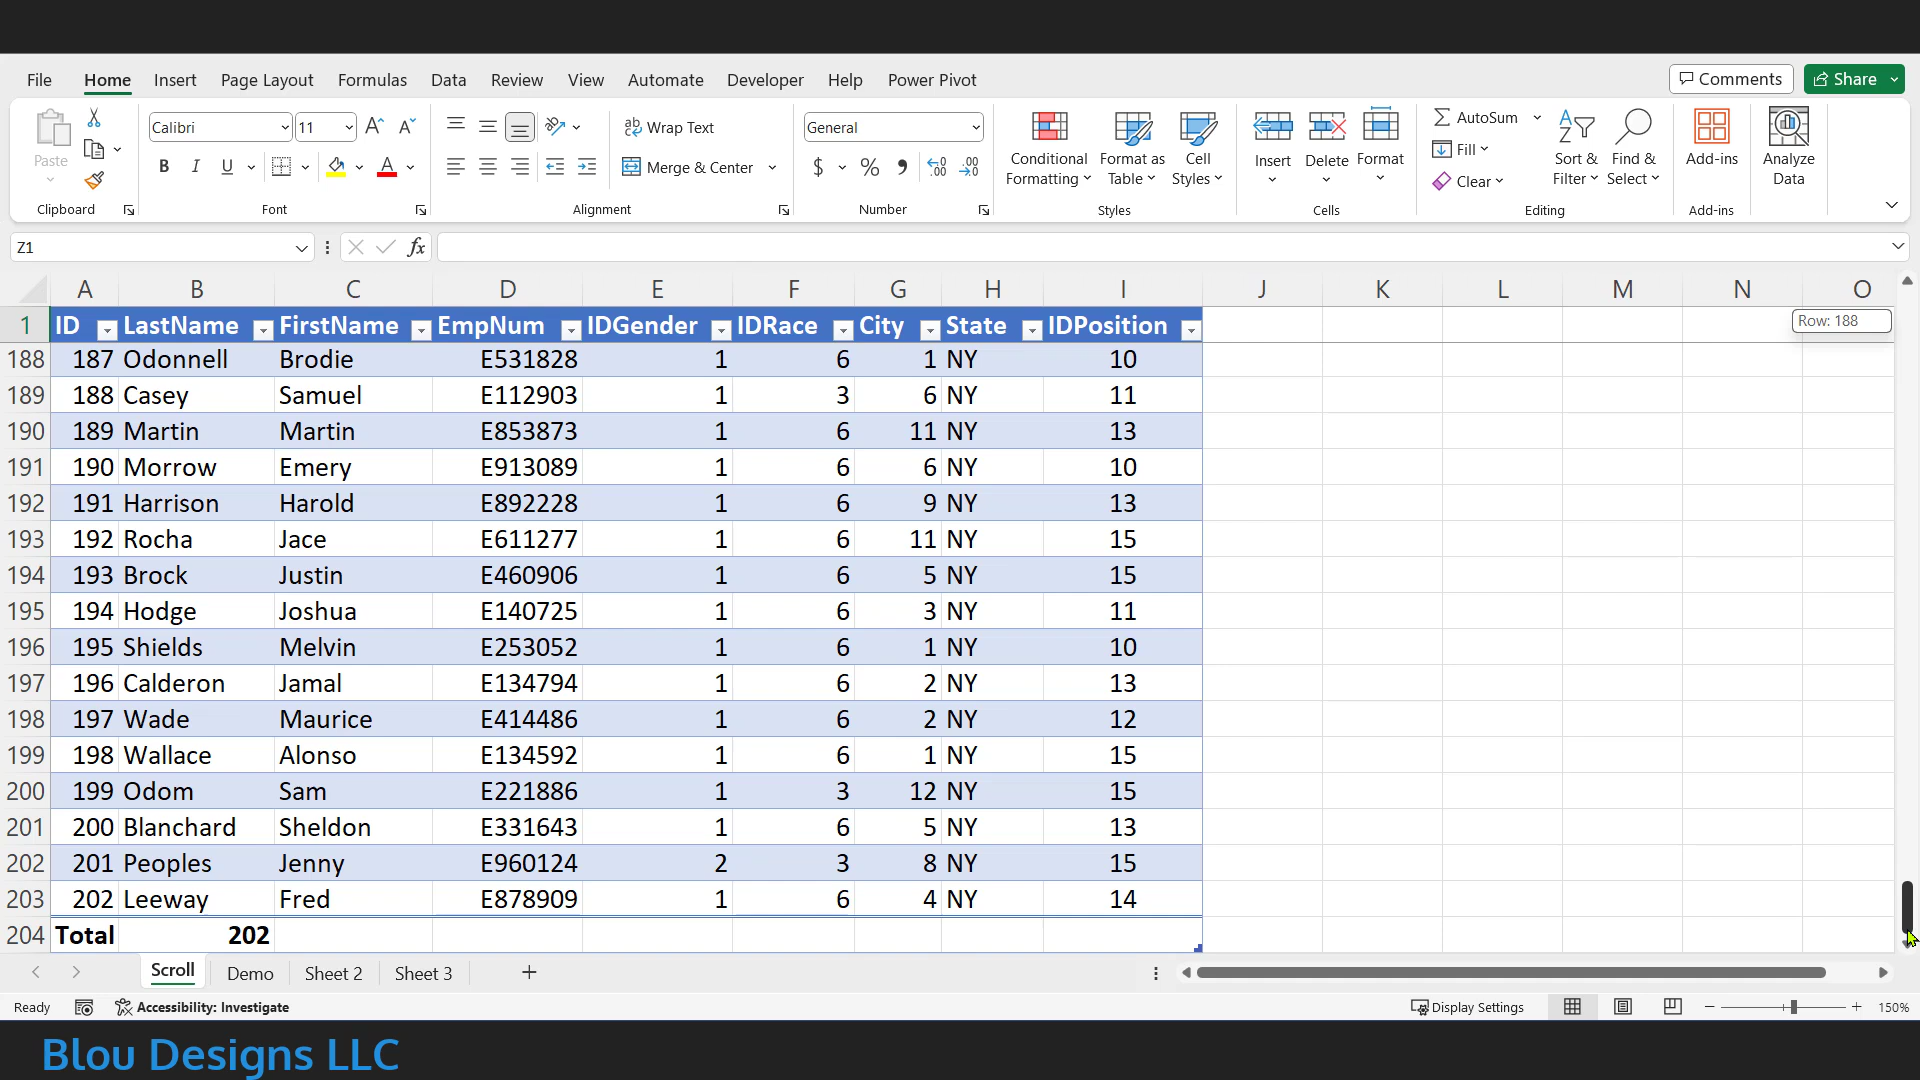 File Home Insert Page Layout Formulas Data Review View Automate Developer Help Power Pivot Comments Share
Paste Calibri 11 Wrap Text General Conditional Formatting Format as Table Cell Styles Insert Delete Format AutoSum Fill Clear Sort & Filter Find & Select Add-ins Analyze Data
B I U A Merge & Center $ % , .00
Clipboard Font Alignment Number Styles Cells Editing Add-ins
Z1 fx
A B C D E F G H I J K L M N O
1 ID LastName FirstName EmpNum IDGender IDRace City State IDPosition Row: 188
188 187 Odonnell Brodie E531828 1 6 1 NY 10
189 188 Casey Samuel E112903 1 3 6 NY 11
190 189 Martin Martin E853873 1 6 11 NY 13
191 190 Morrow Emery E913089 1 6 6 NY 10
192 191 Harrison Harold E892228 1 6 9 NY 13
193 192 Rocha Jace E611277 1 6 11 NY 15
194 193 Brock Justin E460906 1 6 5 NY 15
195 194 Hodge Joshua E140725 1 6 3 NY 11
196 195 Shields Melvin E253052 1 6 1 NY 10
197 196 Calderon Jamal E134794 1 6 2 NY 13
198 197 Wade Maurice E414486 1 6 2 NY 12
199 198 Wallace Alonso E134592 1 6 1 NY 15
200 199 Odom Sam E221886 1 3 12 NY 15
201 200 Blanchard Sheldon E331643 1 6 5 NY 13
202 201 Peoples Jenny E960124 2 3 8 NY 15
203 202 Leeway Fred E878909 1 6 4 NY 14
204 Total 202
Scroll Demo Sheet 2 Sheet 3
Ready Accessibility: Investigate Display Settings 150%
Blou Designs LLC